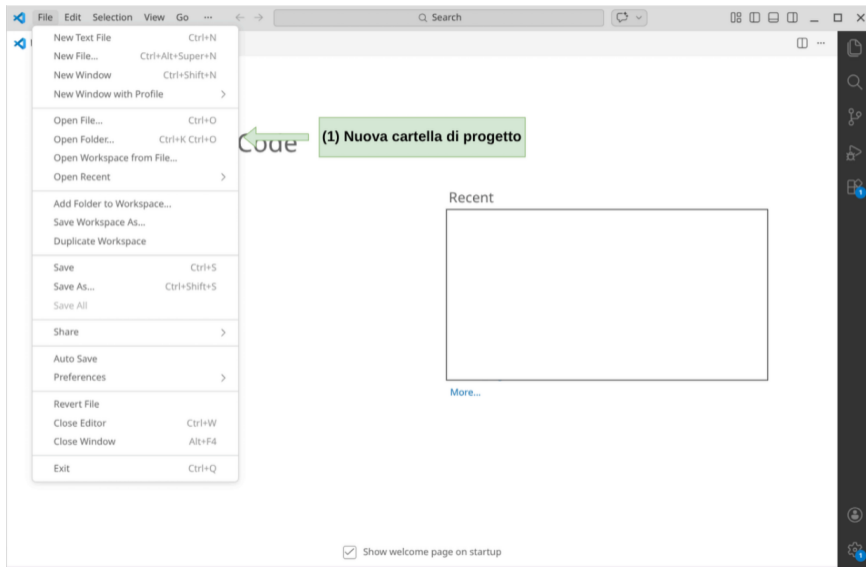 File Edit Selection View Go ... Search
New Text File Ctrl+N
New File... Ctrl+Alt+Super+N
New Window Ctrl+Shift+N
New Window with Profile
Open File... Ctrl+O
Open Folder... Ctrl+K Ctrl+O
Open Workspace from File...
Open Recent
Add Folder to Workspace...
Save Workspace As...
Duplicate Workspace
Save Ctrl+S
Save As... Ctrl+Shift+S
Save All
Share
Auto Save
Preferences
Revert File
Close Editor Ctrl+W
Close Window Alt+F4
Exit Ctrl+Q
Code
(1) Nuova cartella di progetto
Recent
More...
Show welcome page on startup
1
1